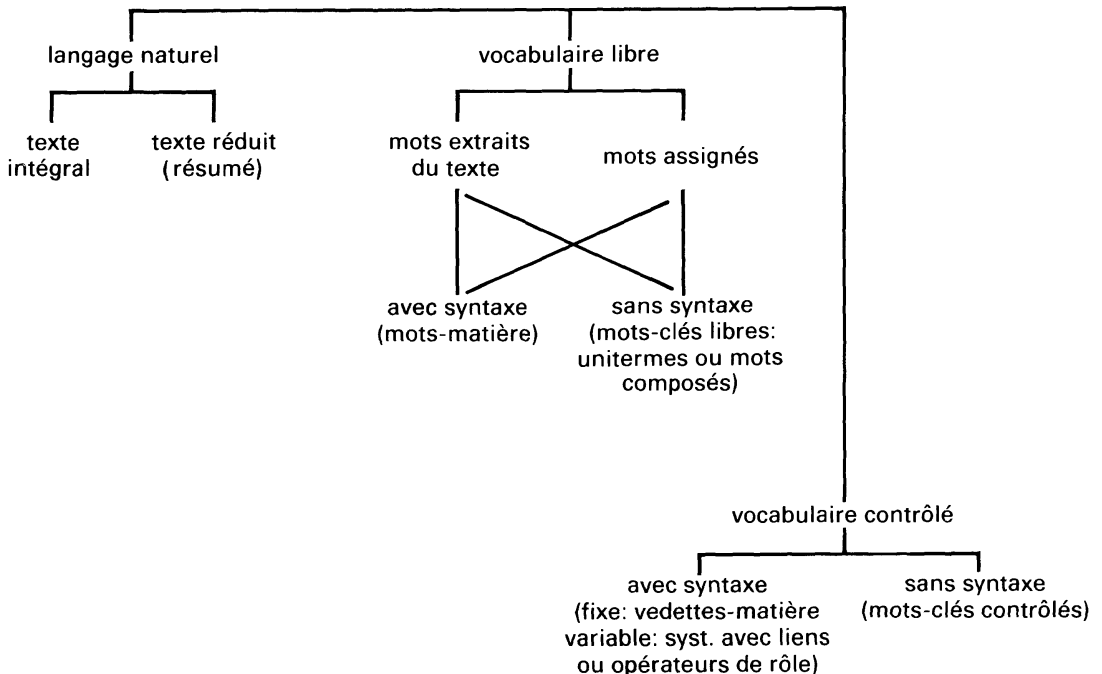 langage naturel
vocabulaire libre
texte
intégral
texte réduit
(résumé)
mots extraits
du texte
mots assignés
avec syntaxe
(mots-matière)
sans syntaxe
(mots-clés libres:
unitermes ou mots
composés)
vocabulaire contrôlé
avec syntaxe
(fixe: vedettes-matière
variable: syst. avec liens
ou opérateurs de rôle)
sans syntaxe
(mots-clés contrôlés)